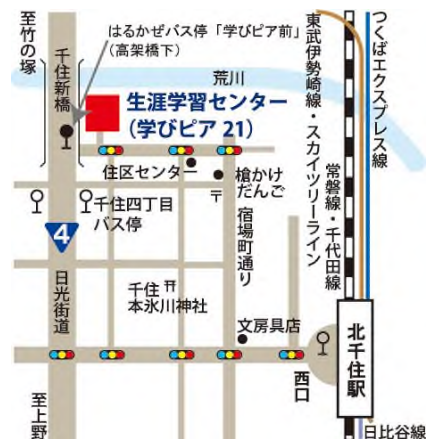 至竹の塚
千住新橋
はるかぜバス停「学びピア前」
(高架橋下)
荒川
生涯学習センター
(学びピア 21)
住区センター
槍かけ
だんご
千住四丁目
バス停
4
日光街道
至上野
千住
本氷川神社
宿場町通り
文房具店
西口
北千住駅
東武伊勢崎線・スカイツリーライン
常磐線・千代田線
つくばエクスプレス線
日比谷線